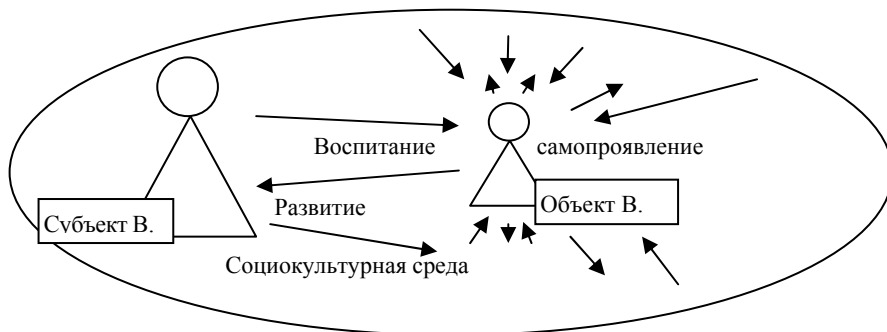 Воспитание
самопроявление
Субъект В.
Развитие
Объект В.
Социокультурная среда